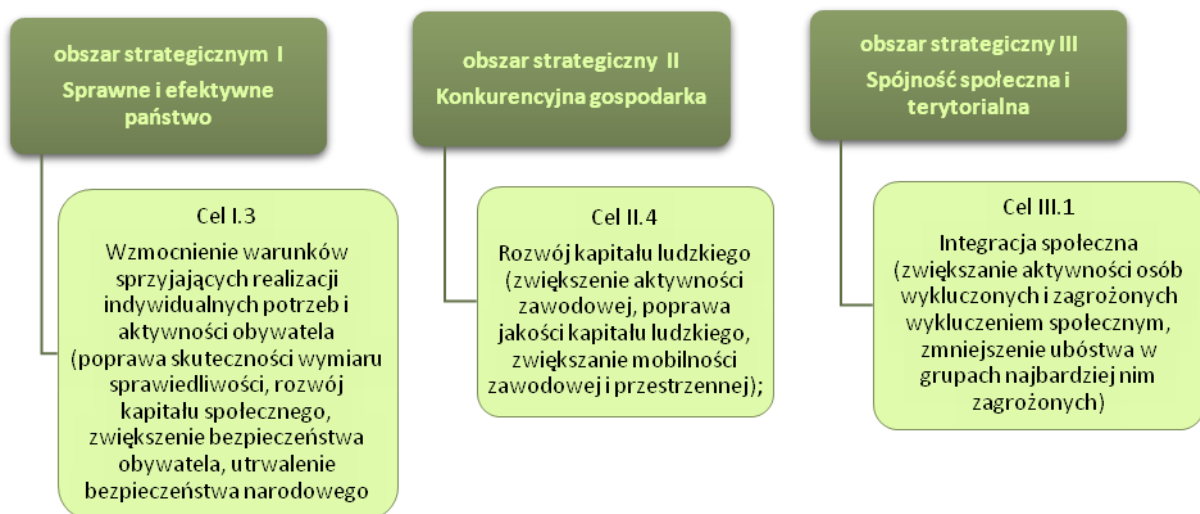 obszar strategicznym I
Sprawne i efektywne
państwo
Cel I.3
Wzmocnienie warunków
sprzyjających realizacji
indywidualnych potrzeb i
aktywności obywatela
(poprawa skuteczności wymiaru
sprawiedliwości, rozwój
kapitału społecznego,
zwiększenie bezpieczeństwa
obywatela, utrwalenie
bezpieczeństwa narodowego
obszar strategiczny II
Konkurencyjna gospodarka
Cel II.4
Rozwój kapitału ludzkiego
(zwiększenie aktywności
zawodowej, poprawa
jakości kapitału ludzkiego,
zwiększanie mobilności
zawodowej i przestrzennej);
obszar strategiczny III
Spójność społeczna i
terytorialna
Cel III.1
Integracja społeczna
(zwiększanie aktywności osób
wykluczonych i zagrożonych
wykluczeniem społecznym,
zmniejszenie ubóstwa w
grupach najbardziej nim
zagrożonych)